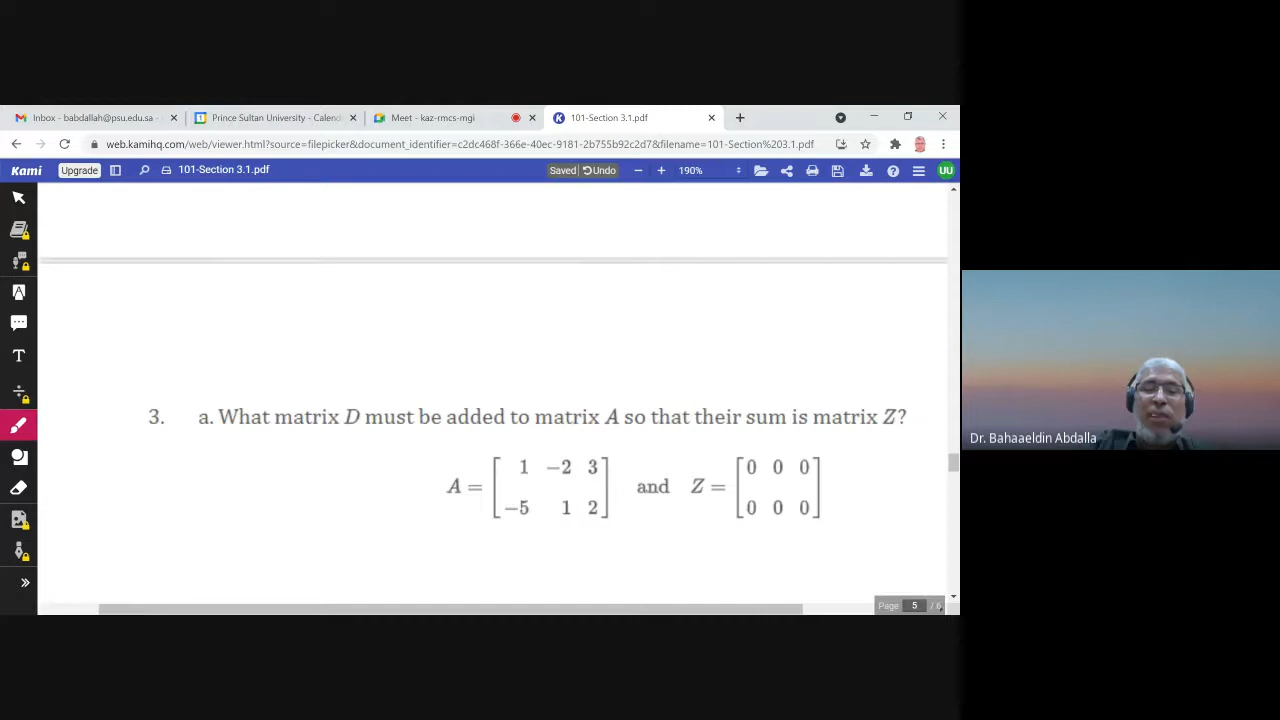 Inbox - babdallah@psu.edu.sa -
Prince Sultan University - Calend
Meet - kaz-rmcs-mgi
101-Section 3.1.pdf
web.kamihq.com/web/viewer.html?source=filepicker&document_identifier=c2dc468f-366e-40ec-9181-2b755b92c2d7&filename=101-Section%203.1.pdf
Kami Upgrade 101-Section 3.1.pdf Saved Undo 190% UU
3. a. What matrix D must be added to matrix A so that their sum is matrix Z?
A = [ 1 −2 3 and Z = [ 0 0 0
−5 1 2 ] 0 0 0 ]
Dr. Bahaaeldin Abdalla
Page 5 / 6